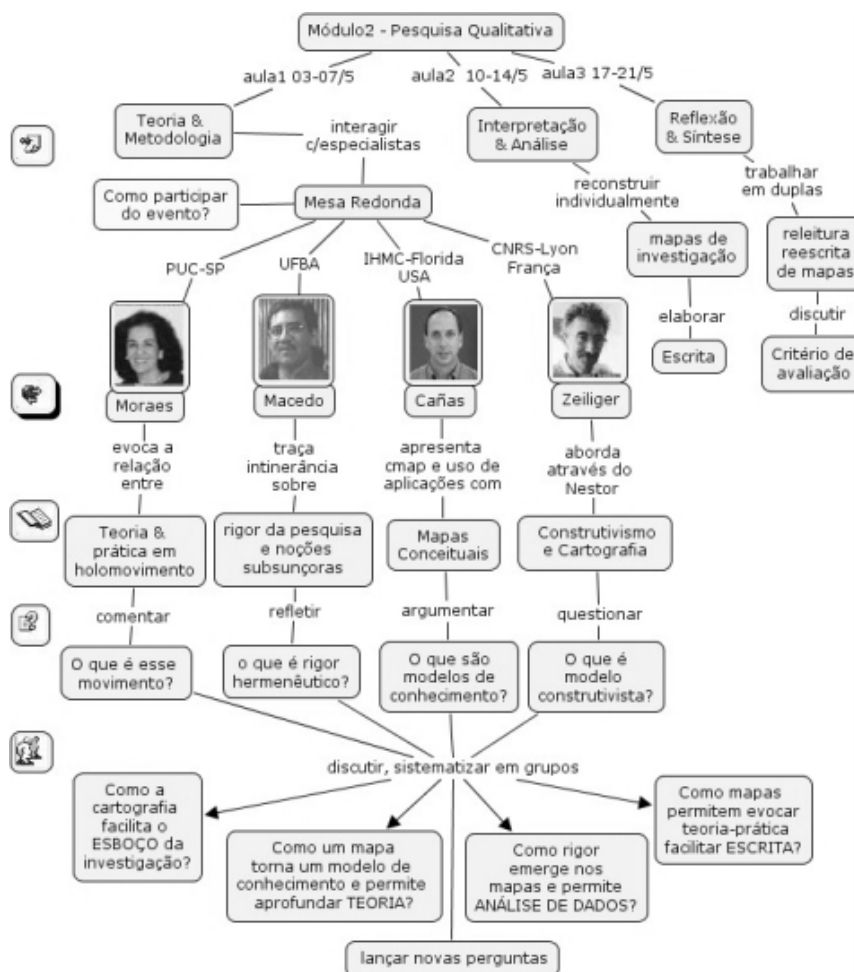 Módulo2 - Pesquisa Qualitativa
aula1 03-07/5
aula2 10-14/5
aula3 17-21/5
Teoria &
Metodologia
interagir
c/especialistas
Interpretação
& Análise
Reflexão
& Síntese
Como participar
do evento?
Mesa Redonda
reconstruir
individualmente
trabalhar
em duplas
mapas de
investigação
releitura
reescrita
de mapas
PUC-SP
UFBA
IHMC-Florida
USA
CNRS-Lyon
França
elaborar
discutir
Escrita
Critério de
avaliação
Moraes
Macedo
Cañas
Zeiliger
evoca a
relação
entre
traça
intinerância
sobre
apresenta
cmap e uso de
aplicações com
aborda
através do
Nestor
Teoria &
prática em
holomovimento
rigor da pesquisa
e noções
subsunçoras
Mapas
Conceituais
Construtivismo
e Cartografia
comentar
refletir
argumentar
questionar
O que é esse
movimento?
o que é rigor
hermenêutico?
O que são
modelos de
conhecimento?
O que é
modelo
construtivista?
discutir, sistematizar em grupos
Como a
cartografia
facilita o
ESBOÇO da
investigação?
Como um mapa
torna um modelo de
conhecimento e permite
aprofundar TEORIA?
Como rigor
emerge nos
mapas e permite
ANÁLISE DE DADOS?
Como mapas
permitem evocar
teoria-prática
facilitar ESCRITA?
lançar novas perguntas